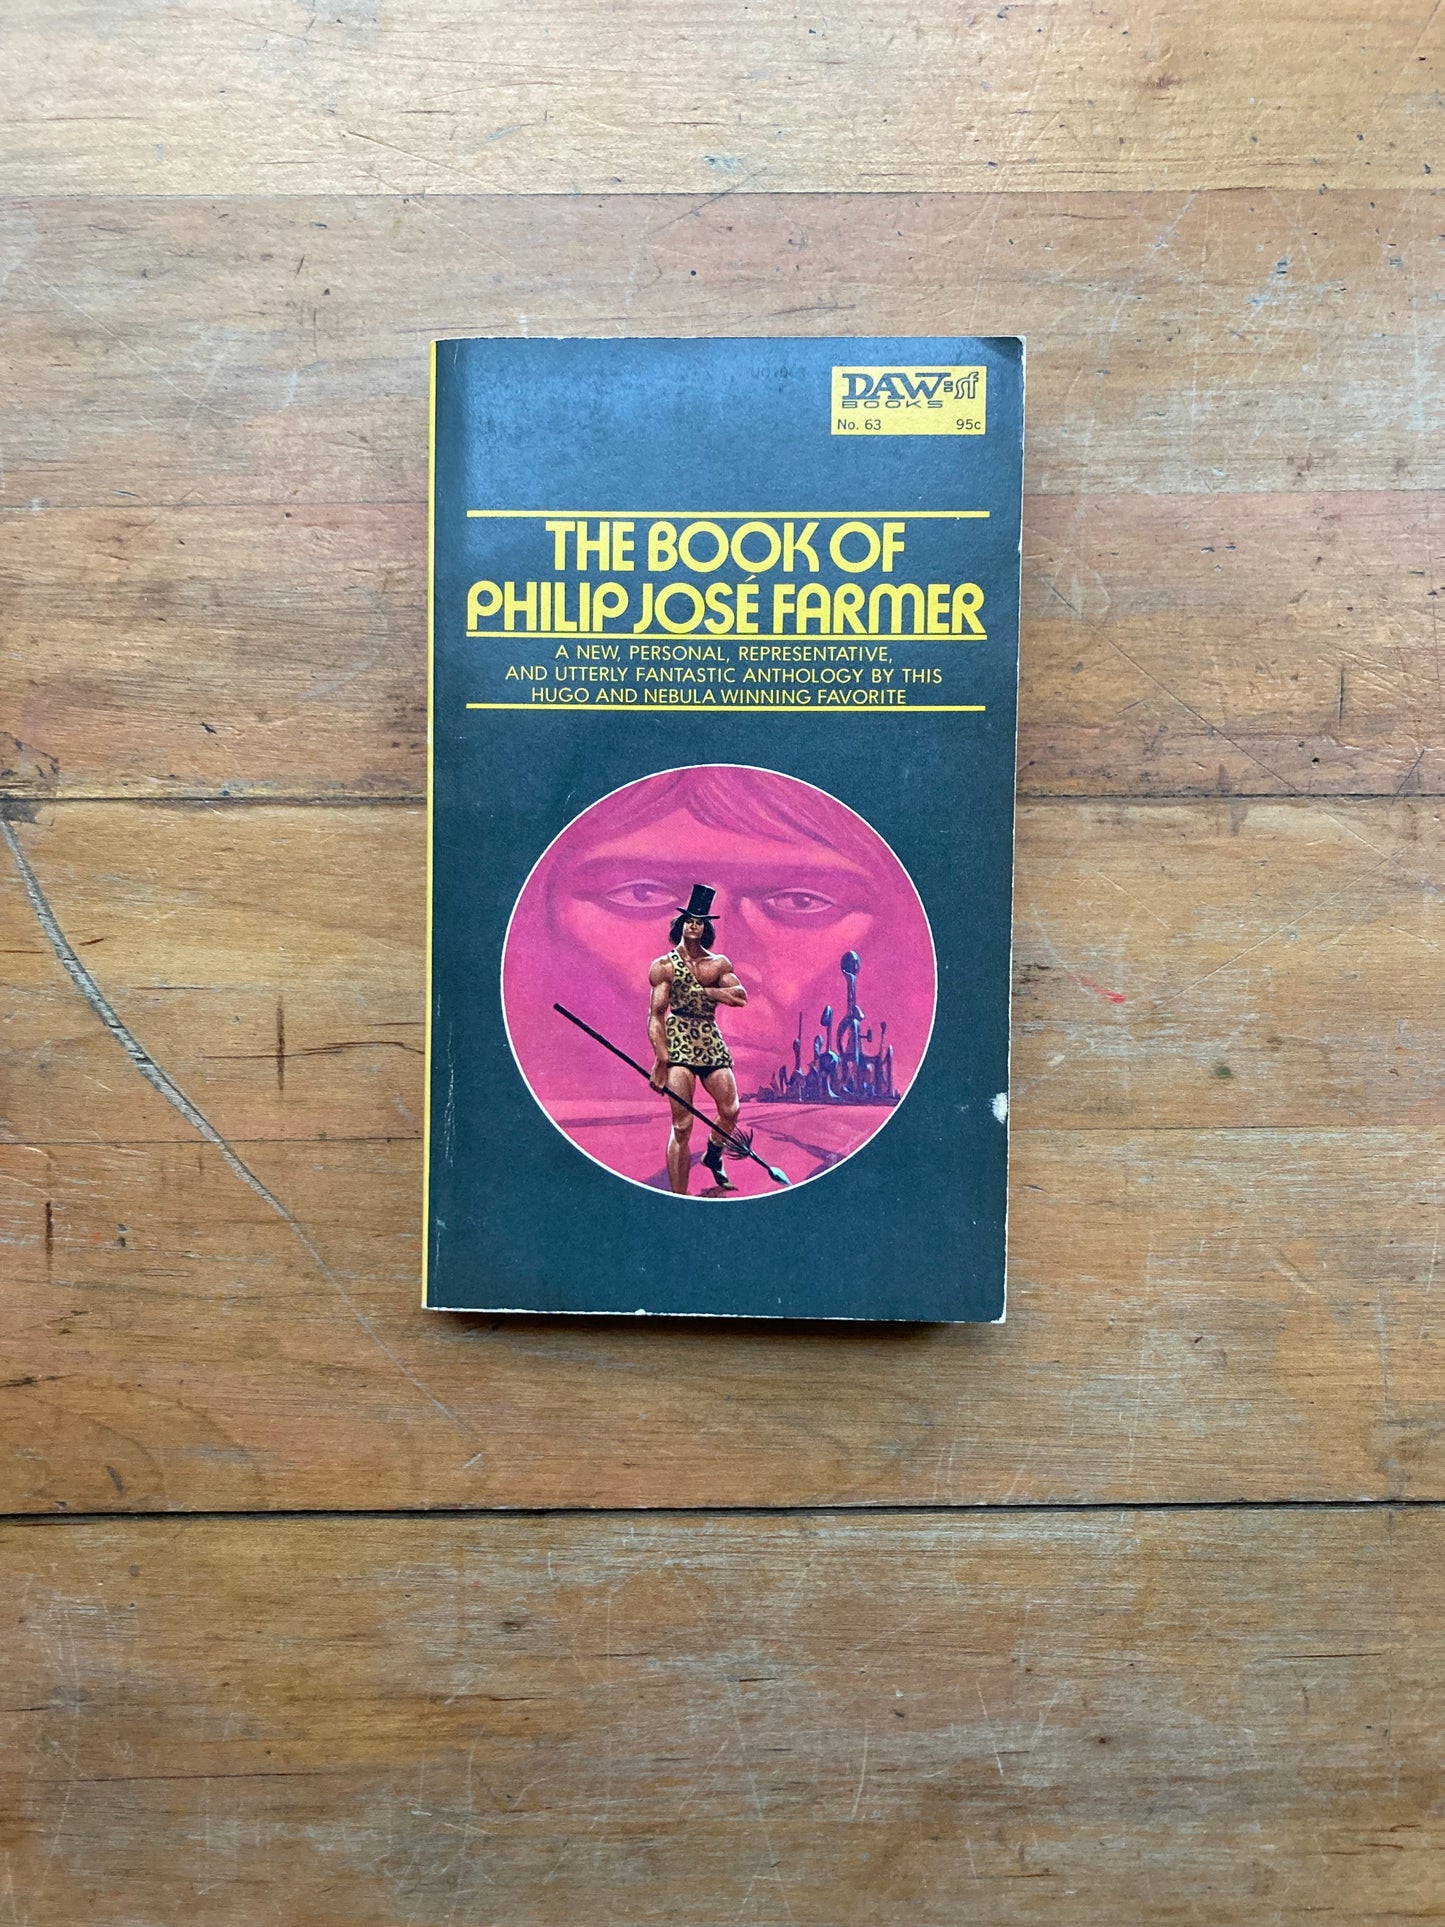 DAW=sf
BOOKS
No. 63 95c
THE BOOK OF
PHILIP JOSÉ FARMER
A NEW, PERSONAL, REPRESENTATIVE,
AND UTTERLY FANTASTIC ANTHOLOGY BY THIS
HUGO AND NEBULA WINNING FAVORITE